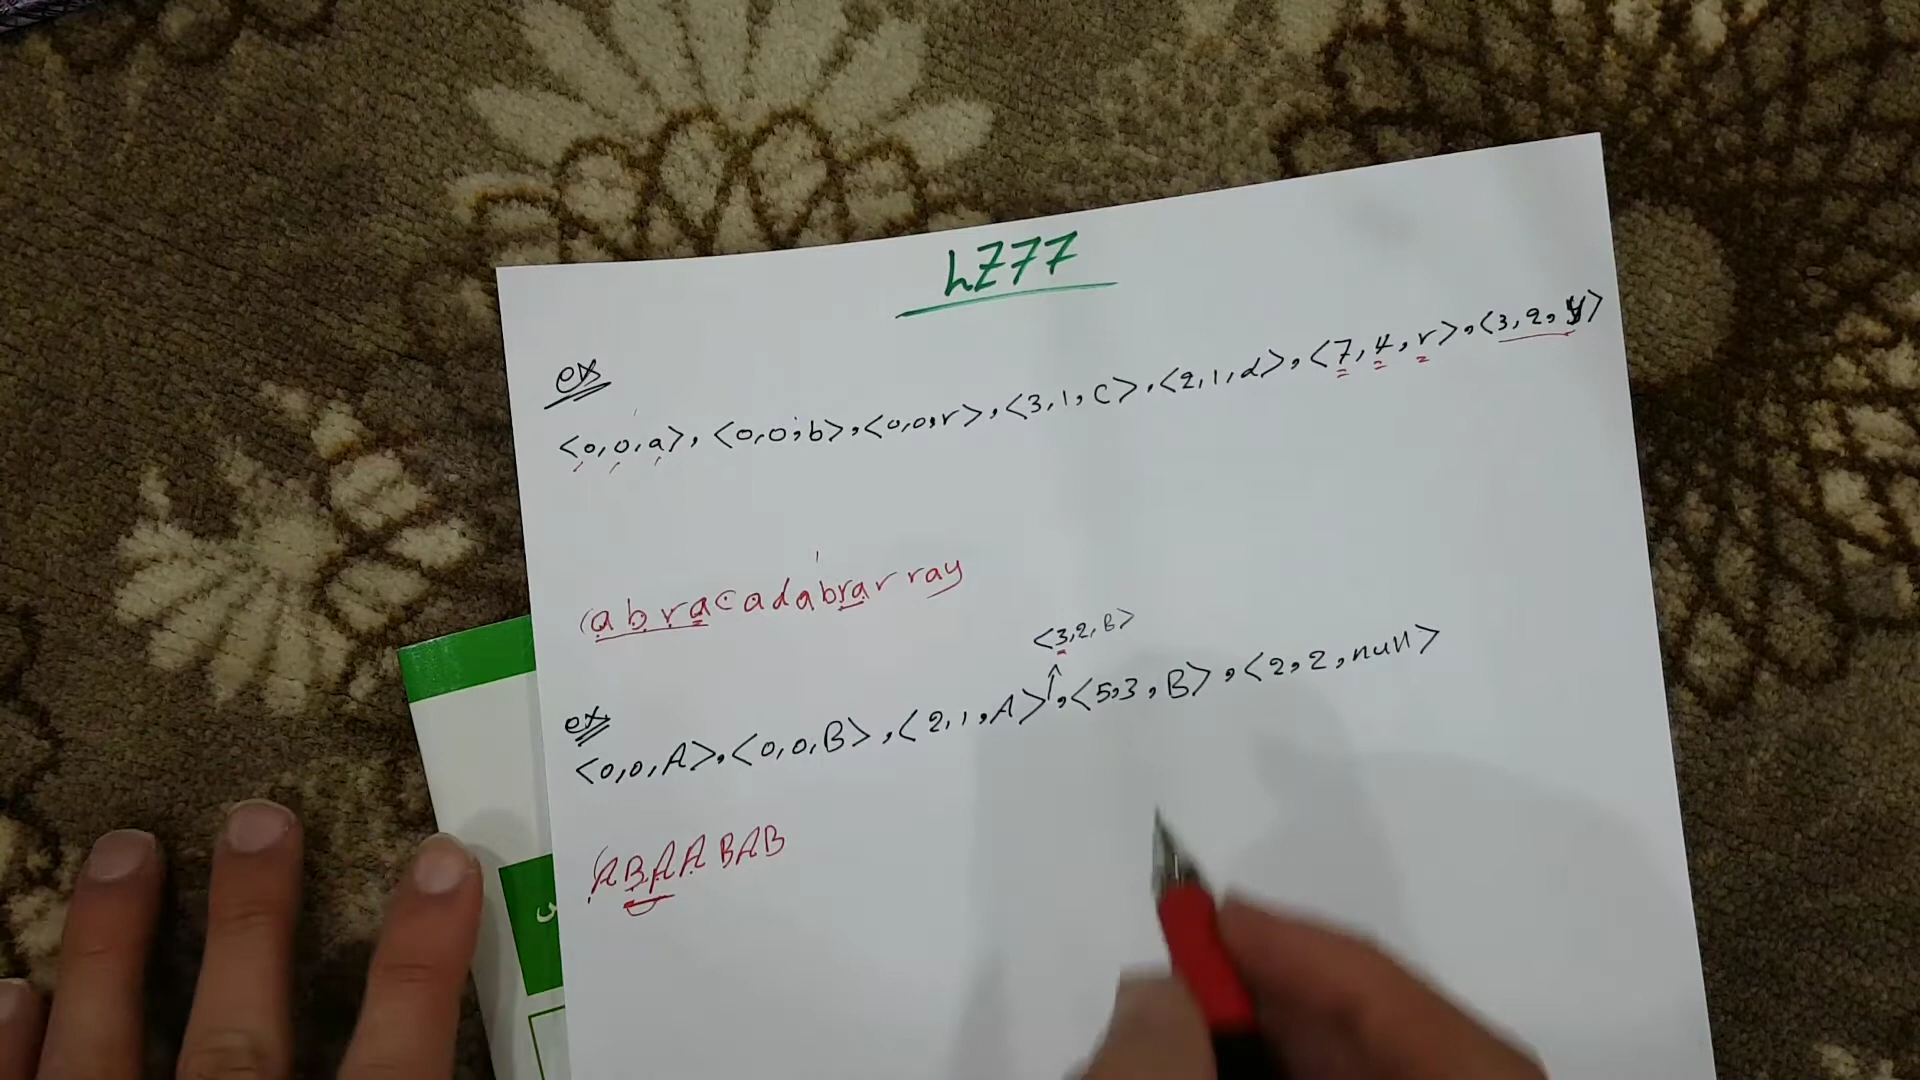 LZ77
ex
<0,0,a>, <0,0,b>,<0,0,r>,<3,1,C>,<2,1,d>,<7,4,r>,<3,2,y>
abracadabrarray
<3,2,B>
ex
<0,0,A>,<0,0,B>,<2,1,A>,<5,3,B>,<2,2,null>
ABAABAB